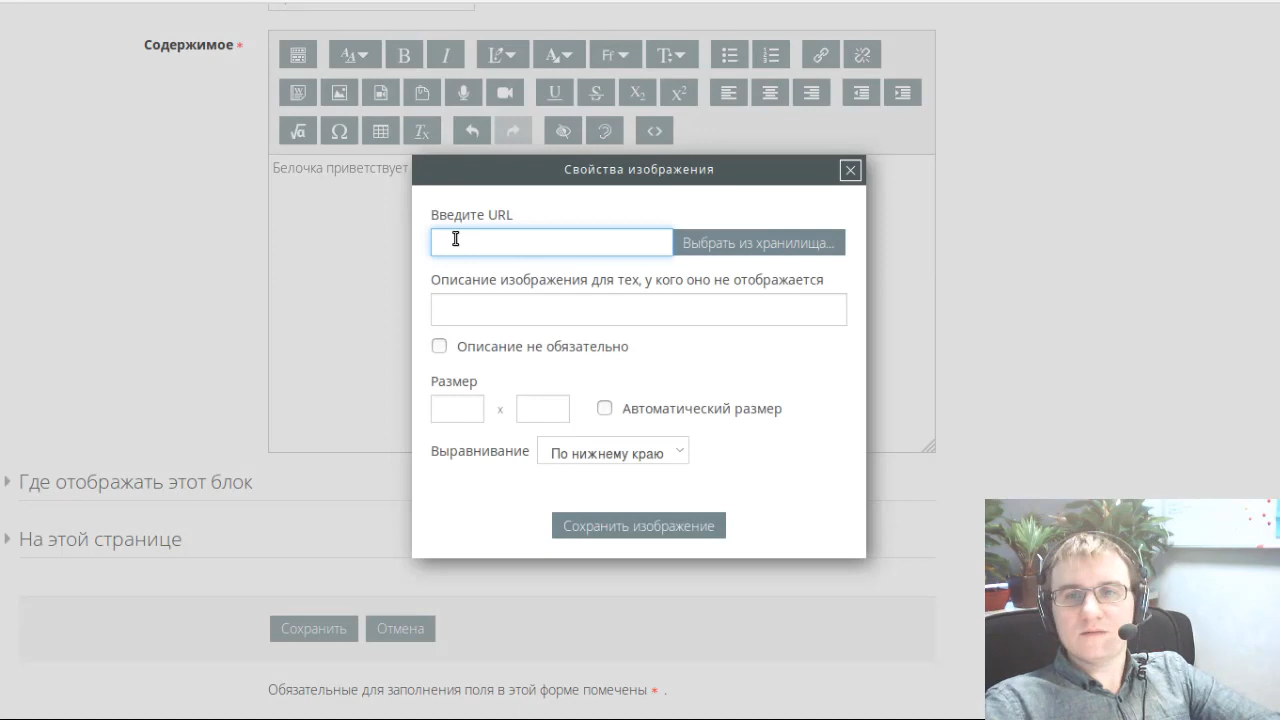 Содержимое *
Белочка приветствует
Свойства изображения
Введите URL
Выбрать из хранилища...
Описание изображения для тех, у кого оно не отображается
Описание не обязательно
Размер
x
Автоматический размер
Выравнивание По нижнему краю
Сохранить изображение
Где отображать этот блок
На этой странице
Сохранить Отмена
Обязательные для заполнения поля в этой форме помечены * .